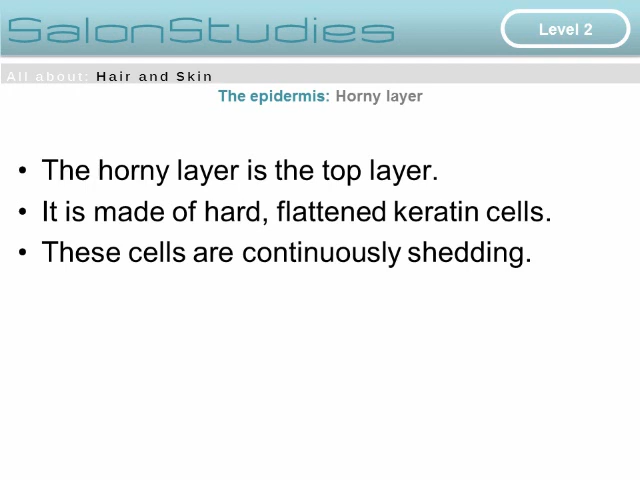 SalonStudies
Level 2
All about: Hair and Skin
The epidermis: Horny layer
• The horny layer is the top layer.
• It is made of hard, flattened keratin cells.
• These cells are continuously shedding.